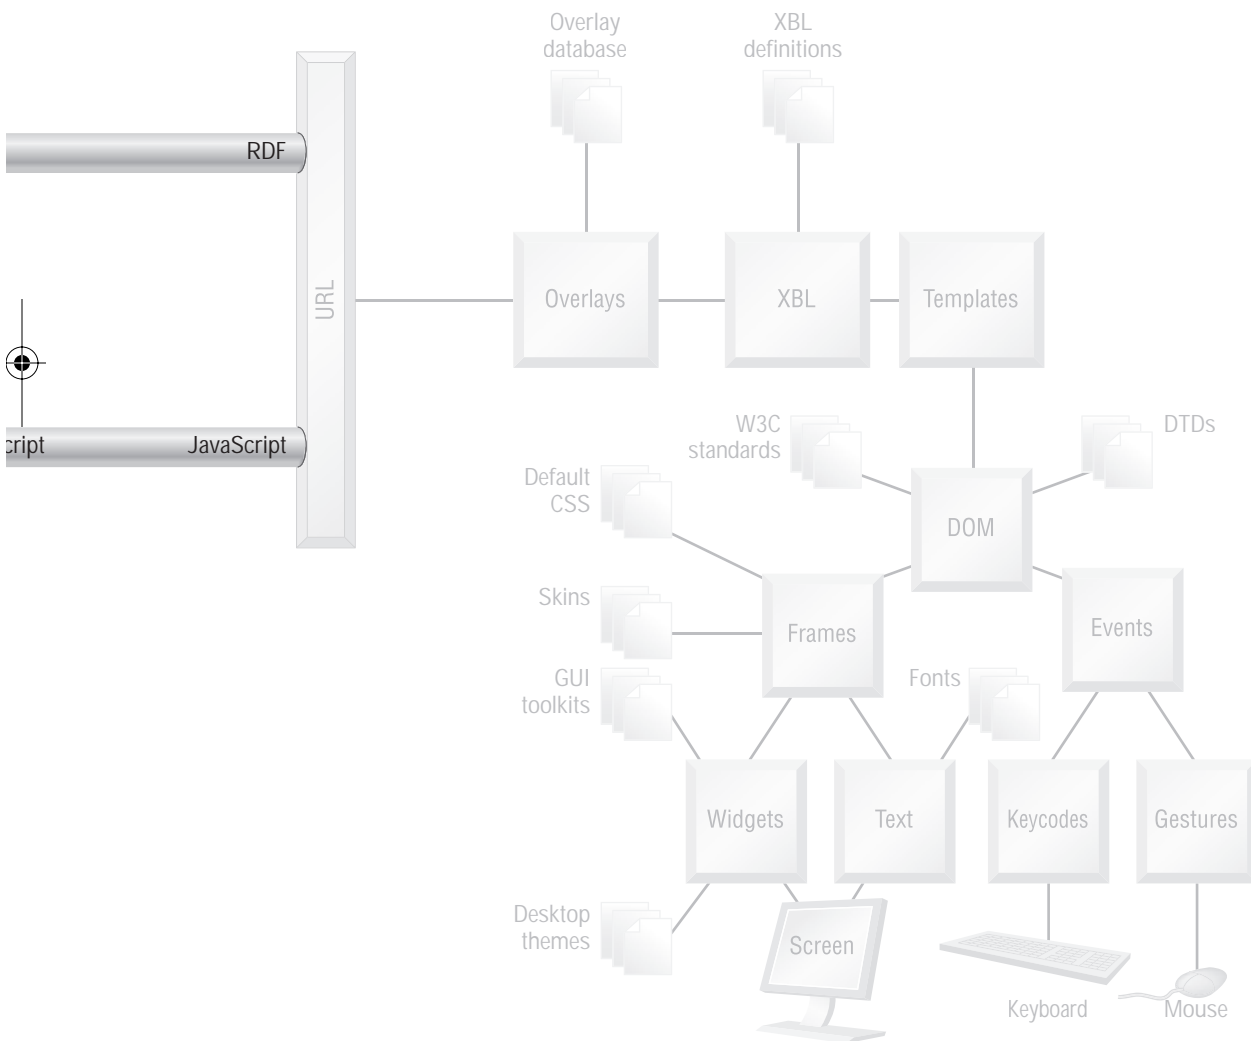 Overlay
database
XBL
definitions
RDF
URL
Overlays
XBL
Templates
W3C
standards
DTDs
cript
JavaScript
Default
CSS
DOM
Skins
Frames
Events
GUI
toolkits
Fonts
Widgets
Text
Keycodes
Gestures
Desktop
themes
Screen
Keyboard
Mouse